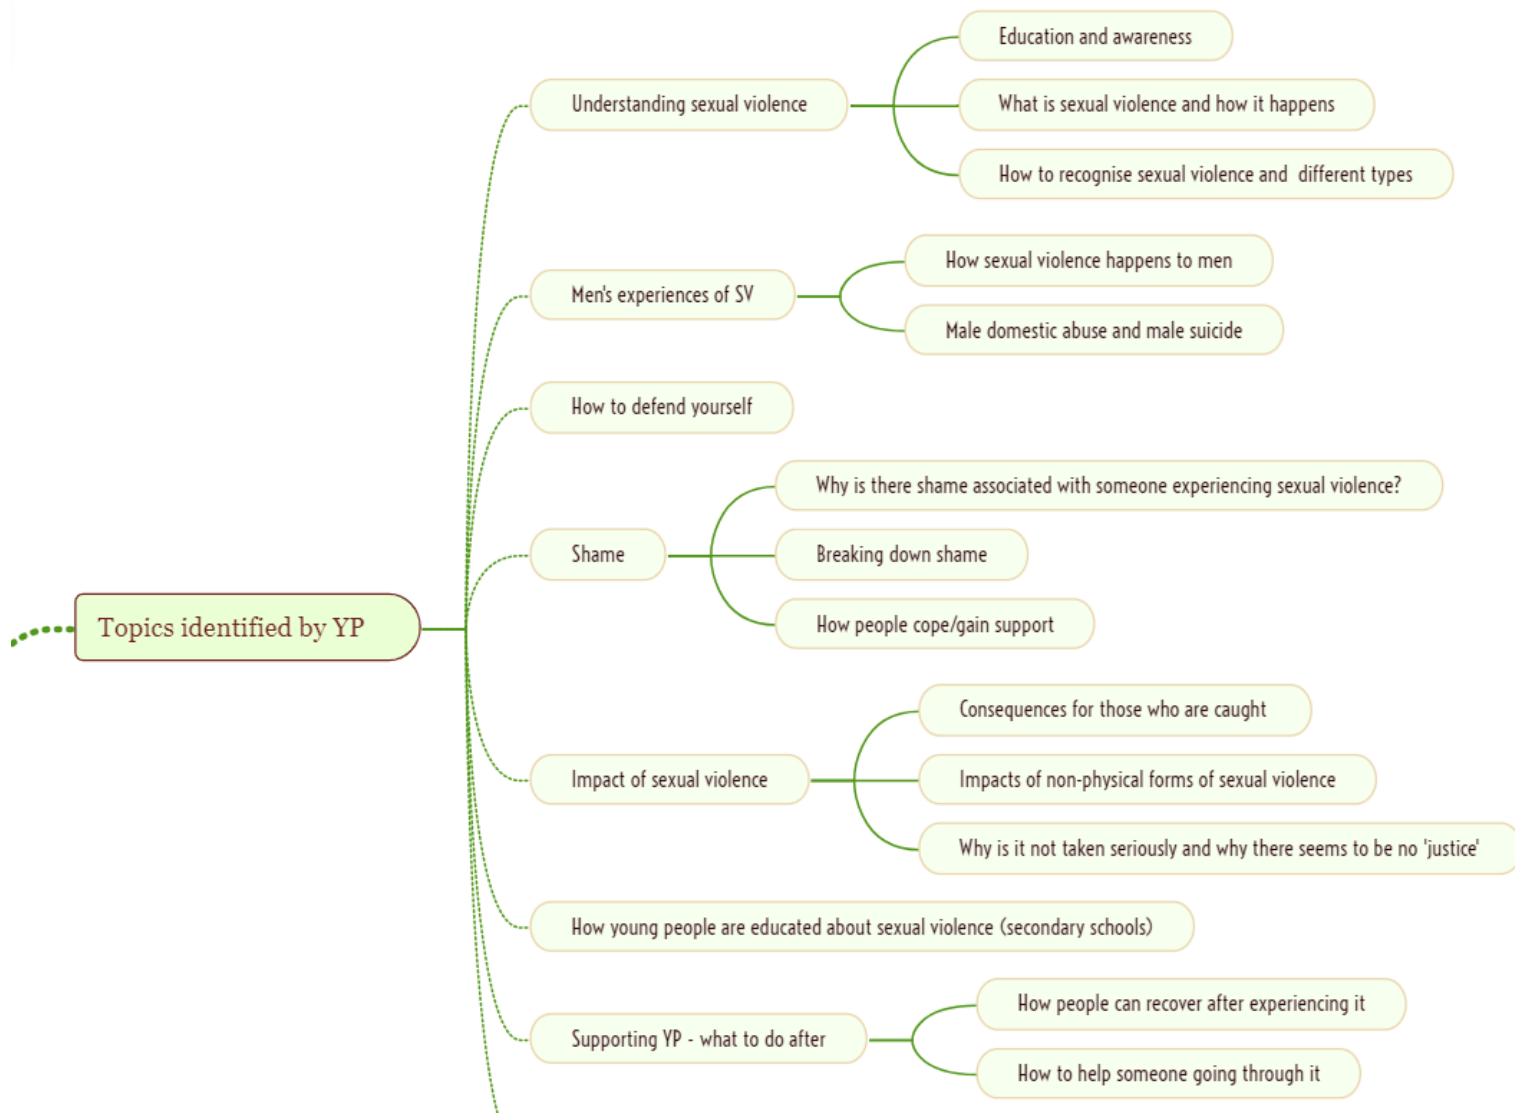 Topics identified by YP
Understanding sexual violence
Education and awareness
What is sexual violence and how it happens
How to recognise sexual violence and different types
Men's experiences of SV
How sexual violence happens to men
Male domestic abuse and male suicide
How to defend yourself
Shame
Why is there shame associated with someone experiencing sexual violence?
Breaking down shame
How people cope/gain support
Impact of sexual violence
Consequences for those who are caught
Impacts of non-physical forms of sexual violence
Why is it not taken seriously and why there seems to be no 'justice'
How young people are educated about sexual violence (secondary schools)
Supporting YP - what to do after
How people can recover after experiencing it
How to help someone going through it